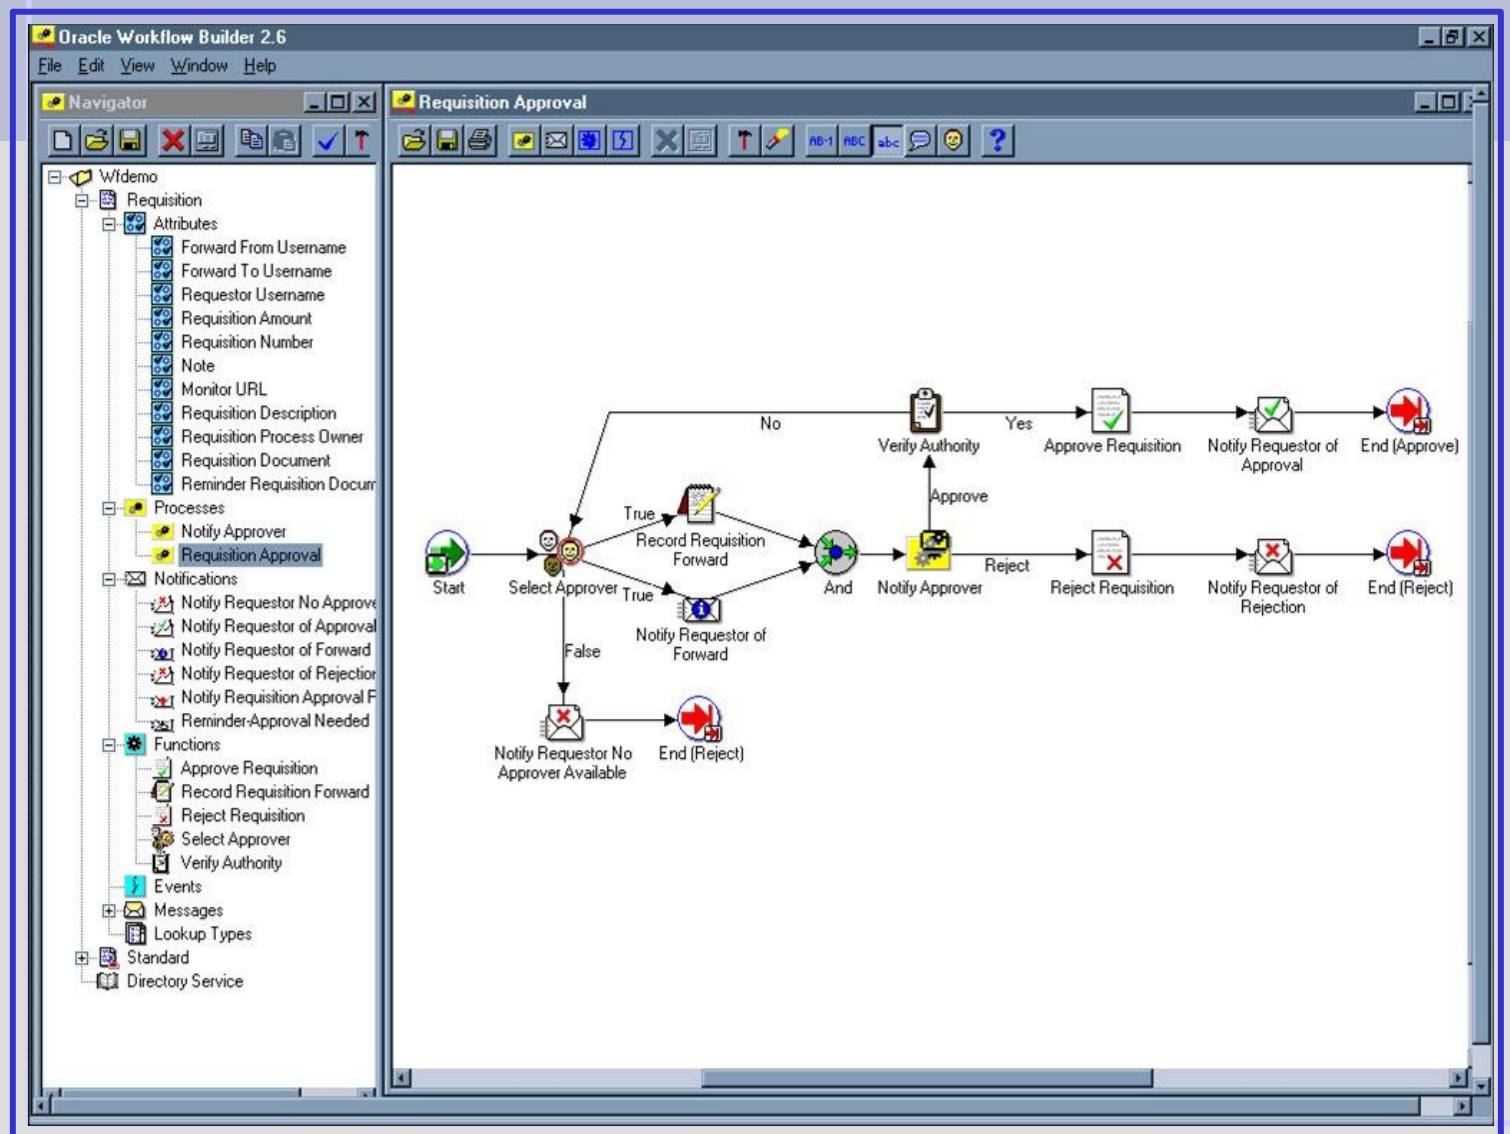 Oracle Workflow Builder 2.6
File Edit View Window Help
Navigator
Wfdemo
Requisition
Attributes
Forward From Username
Forward To Username
Requestor Username
Requisition Amount
Requisition Number
Note
Monitor URL
Requisition Description
Requisition Process Owner
Requisition Document
Reminder Requisition Docum
Processes
Notify Approver
Requisition Approval
Notifications
Notify Requestor No Approve
Notify Requestor of Approval
Notify Requestor of Forward
Notify Requestor of Rejection
Notify Requisition Approval F
Reminder-Approval Needed
Functions
Approve Requisition
Record Requisition Forward
Reject Requisition
Select Approver
Verify Authority
Events
Messages
Lookup Types
Standard
Directory Service
Requisition Approval
AB-1 ABC abc ?
No
Yes
Verify Authority
Approve Requisition
Notify Requestor of
Approval
End (Approve)
Approve
True
Record Requisition
Forward
Start
Select Approver
True
And
Notify Approver
Reject
Reject Requisition
Notify Requestor of
Rejection
End (Reject)
Notify Requestor of
Forward
False
Notify Requestor No
Approver Available
End (Reject)